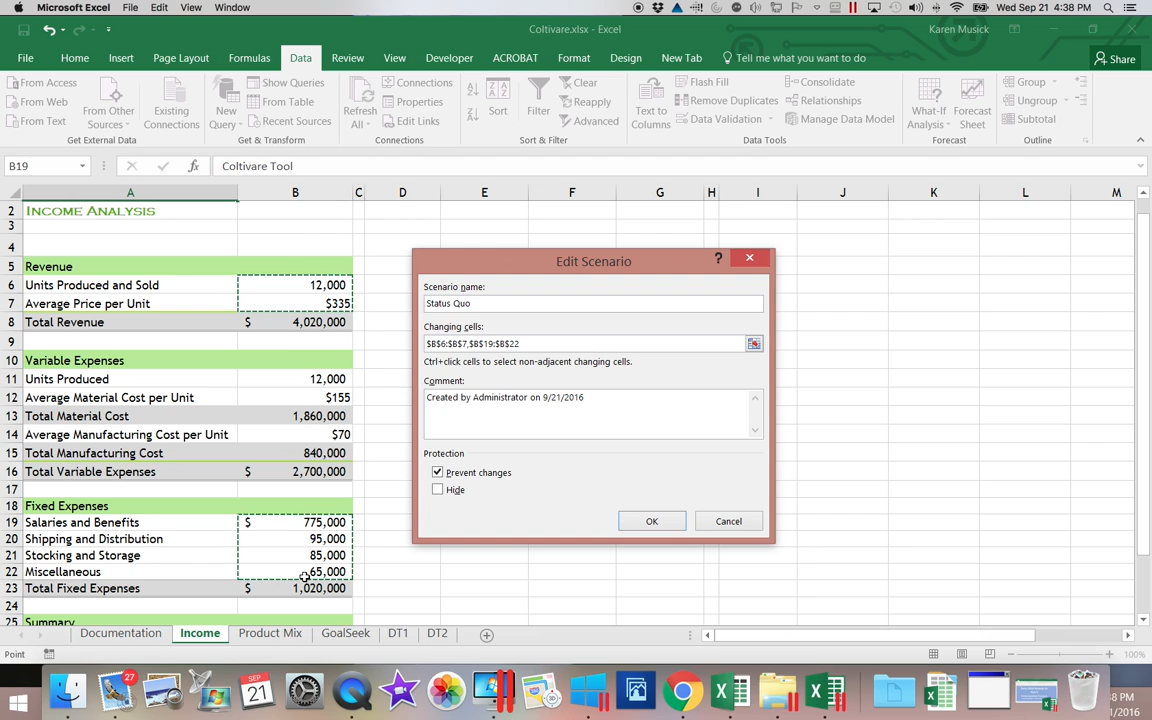 Microsoft Excel File Edit View Window Wed Sep 21 4:38 PM
Coltivare.xlsx - Excel Karen Musick
File Home Insert Page Layout Formulas Data Review View Developer ACROBAT Format Design New Tab Tell me what you want to do Share
From Access
From Web
From Text
From Other Sources
Existing Connections
Get External Data
New Query
Show Queries
From Table
Recent Sources
Get & Transform
Refresh All
Connections
Properties
Edit Links
Connections
Sort
Filter
Clear
Reapply
Advanced
Sort & Filter
Text to Columns
Flash Fill
Remove Duplicates
Data Validation
Consolidate
Relationships
Manage Data Model
Data Tools
What-If Analysis
Forecast Sheet
Forecast
Group
Ungroup
Subtotal
Outline
B19 fx Coltivare Tool
A B C D E F G H I J K L M
2 Income Analysis
3
4
5 Revenue
6 Units Produced and Sold 12,000
7 Average Price per Unit $335
8 Total Revenue $ 4,020,000
9
10 Variable Expenses
11 Units Produced 12,000
12 Average Material Cost per Unit $155
13 Total Material Cost 1,860,000
14 Average Manufacturing Cost per Unit $70
15 Total Manufacturing Cost 840,000
16 Total Variable Expenses $ 2,700,000
17
18 Fixed Expenses
19 Salaries and Benefits $ 775,000
20 Shipping and Distribution 95,000
21 Stocking and Storage 85,000
22 Miscellaneous 65,000
23 Total Fixed Expenses $ 1,020,000
24
25 Summary
Edit Scenario ?
Scenario name:
Status Quo
Changing cells:
$B$6:$B$7,$B$19:$B$22
Ctrl+click cells to select non-adjacent changing cells.
Comment:
Created by Administrator on 9/21/2016
Protection
Prevent changes
Hide
OK Cancel
Documentation Income Product Mix GoalSeek DT1 DT2
Point 100%
27
SEP
21
3D
38 PM
1/2016